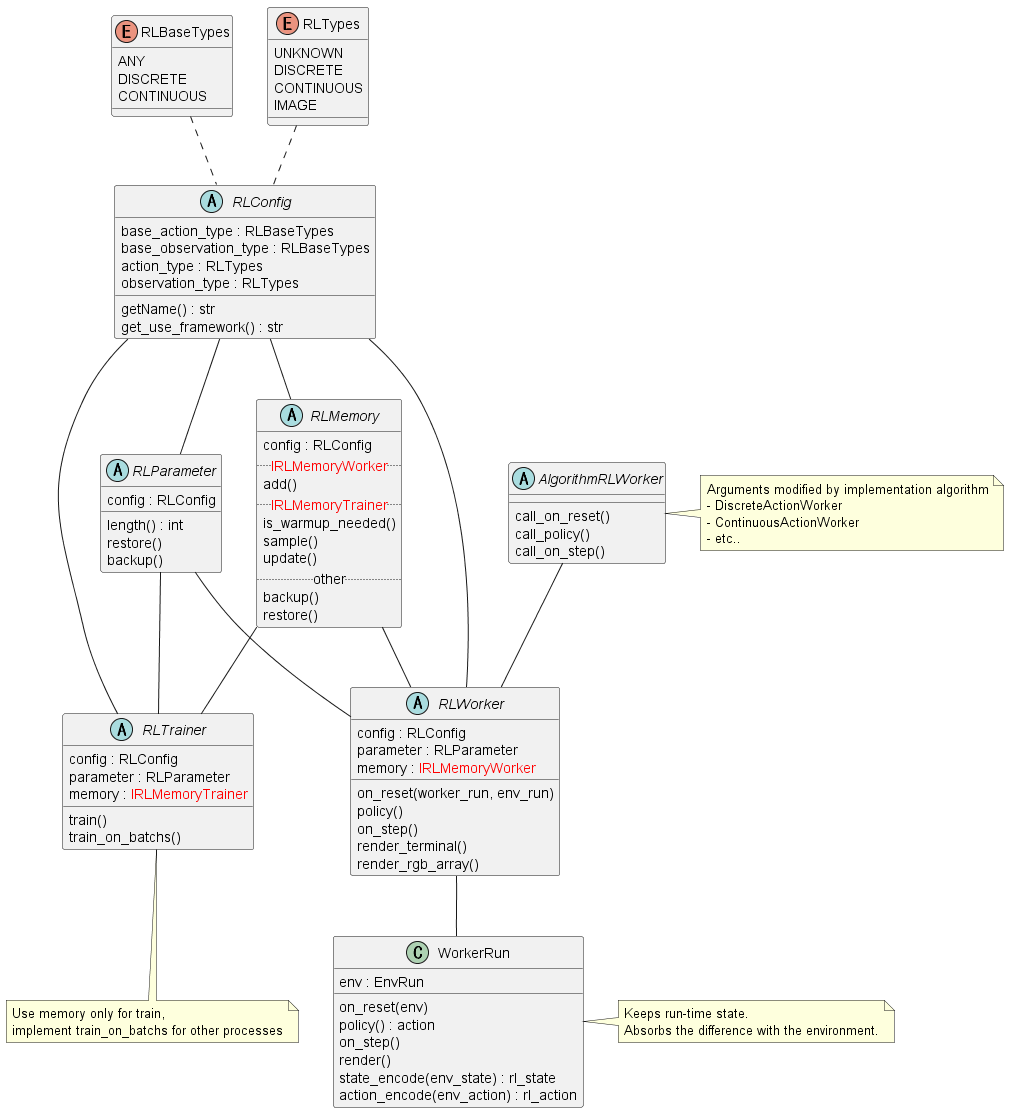 E RLBaseTypes
ANY
DISCRETE
CONTINUOUS
E RLTypes
UNKNOWN
DISCRETE
CONTINUOUS
IMAGE
A RLConfig
base_action_type : RLBaseTypes
base_observation_type : RLBaseTypes
action_type : RLTypes
observation_type : RLTypes
getName() : str
get_use_framework() : str
A RLMemory
config : RLConfig
IRLMemoryWorker
add()
IRLMemoryTrainer
is_warmup_needed()
sample()
update()
other
backup()
restore()
A RLParameter
config : RLConfig
length() : int
restore()
backup()
A AlgorithmRLWorker
call_on_reset()
call_policy()
call_on_step()
Arguments modified by implementation algorithm
- DiscreteActionWorker
- ContinuousActionWorker
- etc..
A RLTrainer
config : RLConfig
parameter : RLParameter
memory : IRLMemoryTrainer
train()
train_on_batchs()
A RLWorker
config : RLConfig
parameter : RLParameter
memory : IRLMemoryWorker
on_reset(worker_run, env_run)
policy()
on_step()
render_terminal()
render_rgb_array()
Use memory only for train,
implement train_on_batchs for other processes
C WorkerRun
env : EnvRun
on_reset(env)
policy() : action
on_step()
render()
state_encode(env_state) : rl_state
action_encode(env_action) : rl_action
Keeps run-time state.
Absorbs the difference with the environment.